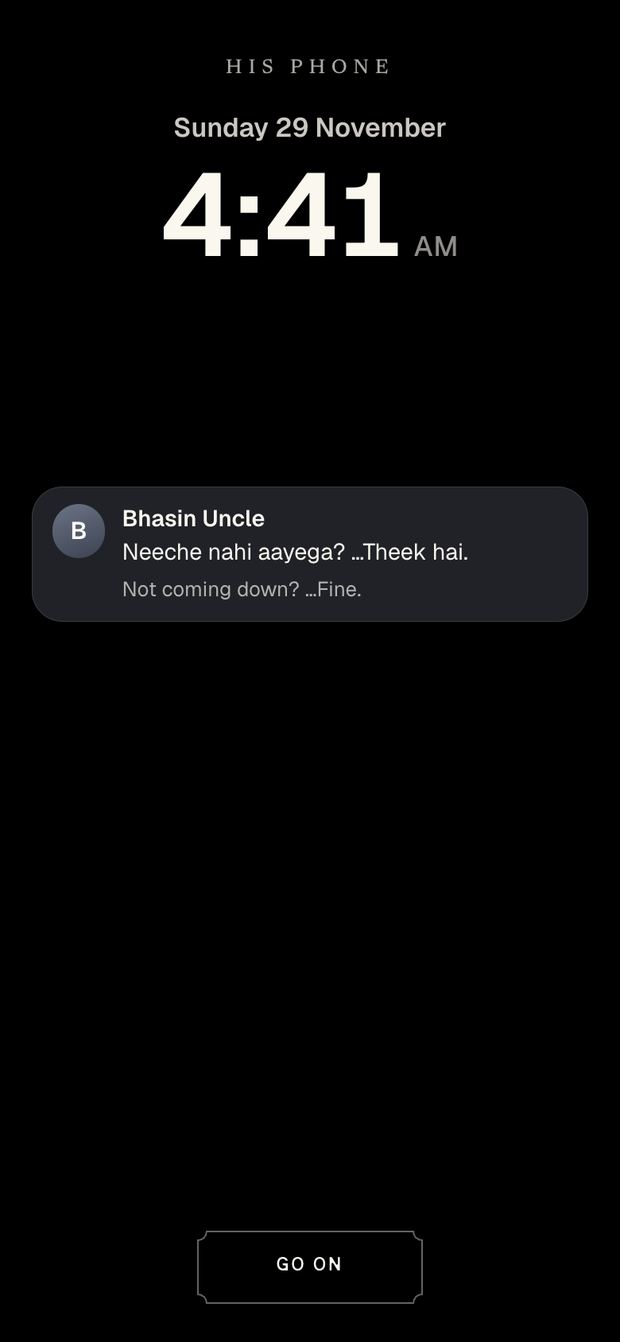 HIS PHONE
Sunday 29 November
4:41 AM
B
Bhasin Uncle
Neeche nahi aayega? ...Theek hai.
Not coming down? ...Fine.
GO ON